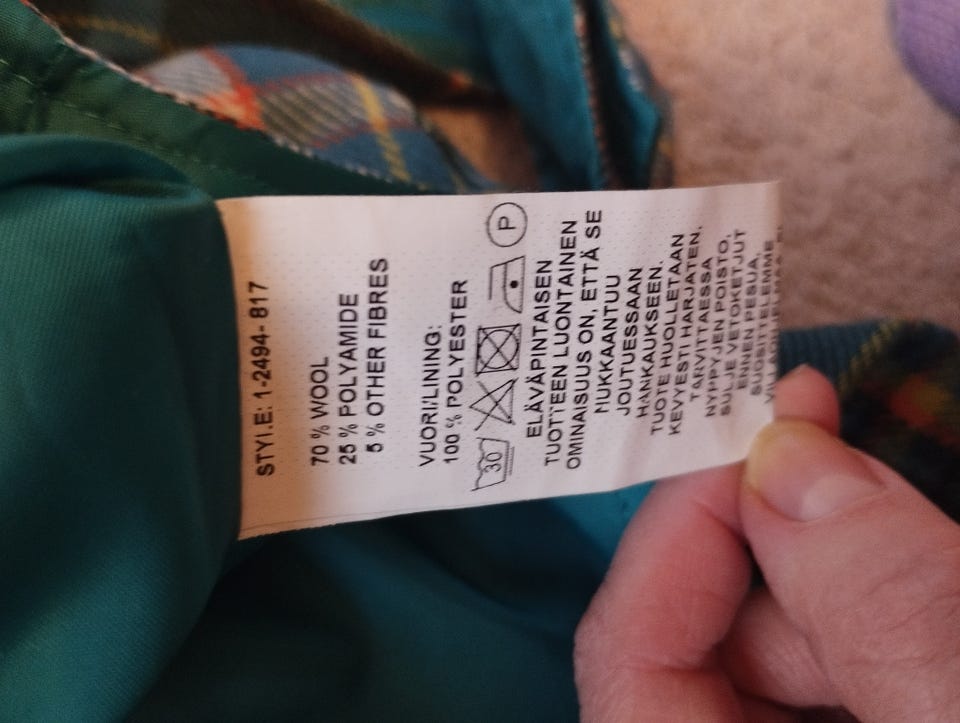 STYLE: 1-2494-817
70 % WOOL
25 % POLYAMIDE
5 % OTHER FIBRES
VUORI/LINING:
100 % POLYESTER
30 P
ELÄVÄPINTAISEN
TUOTTEEN LUONTAINEN
OMINAISUUS ON, ETTÄ SE
NUKKAANTUU
JOUTUESSAAN
HANKAUKSEEN.
TUOTE HUOLLETAAN
KEVYESTI HARJATEN.
TARVITTAESSA
NYPPYJEN POISTO.
SULJE VETOKETJUT
ENNEN PESUA.
SUOSITTELEMME